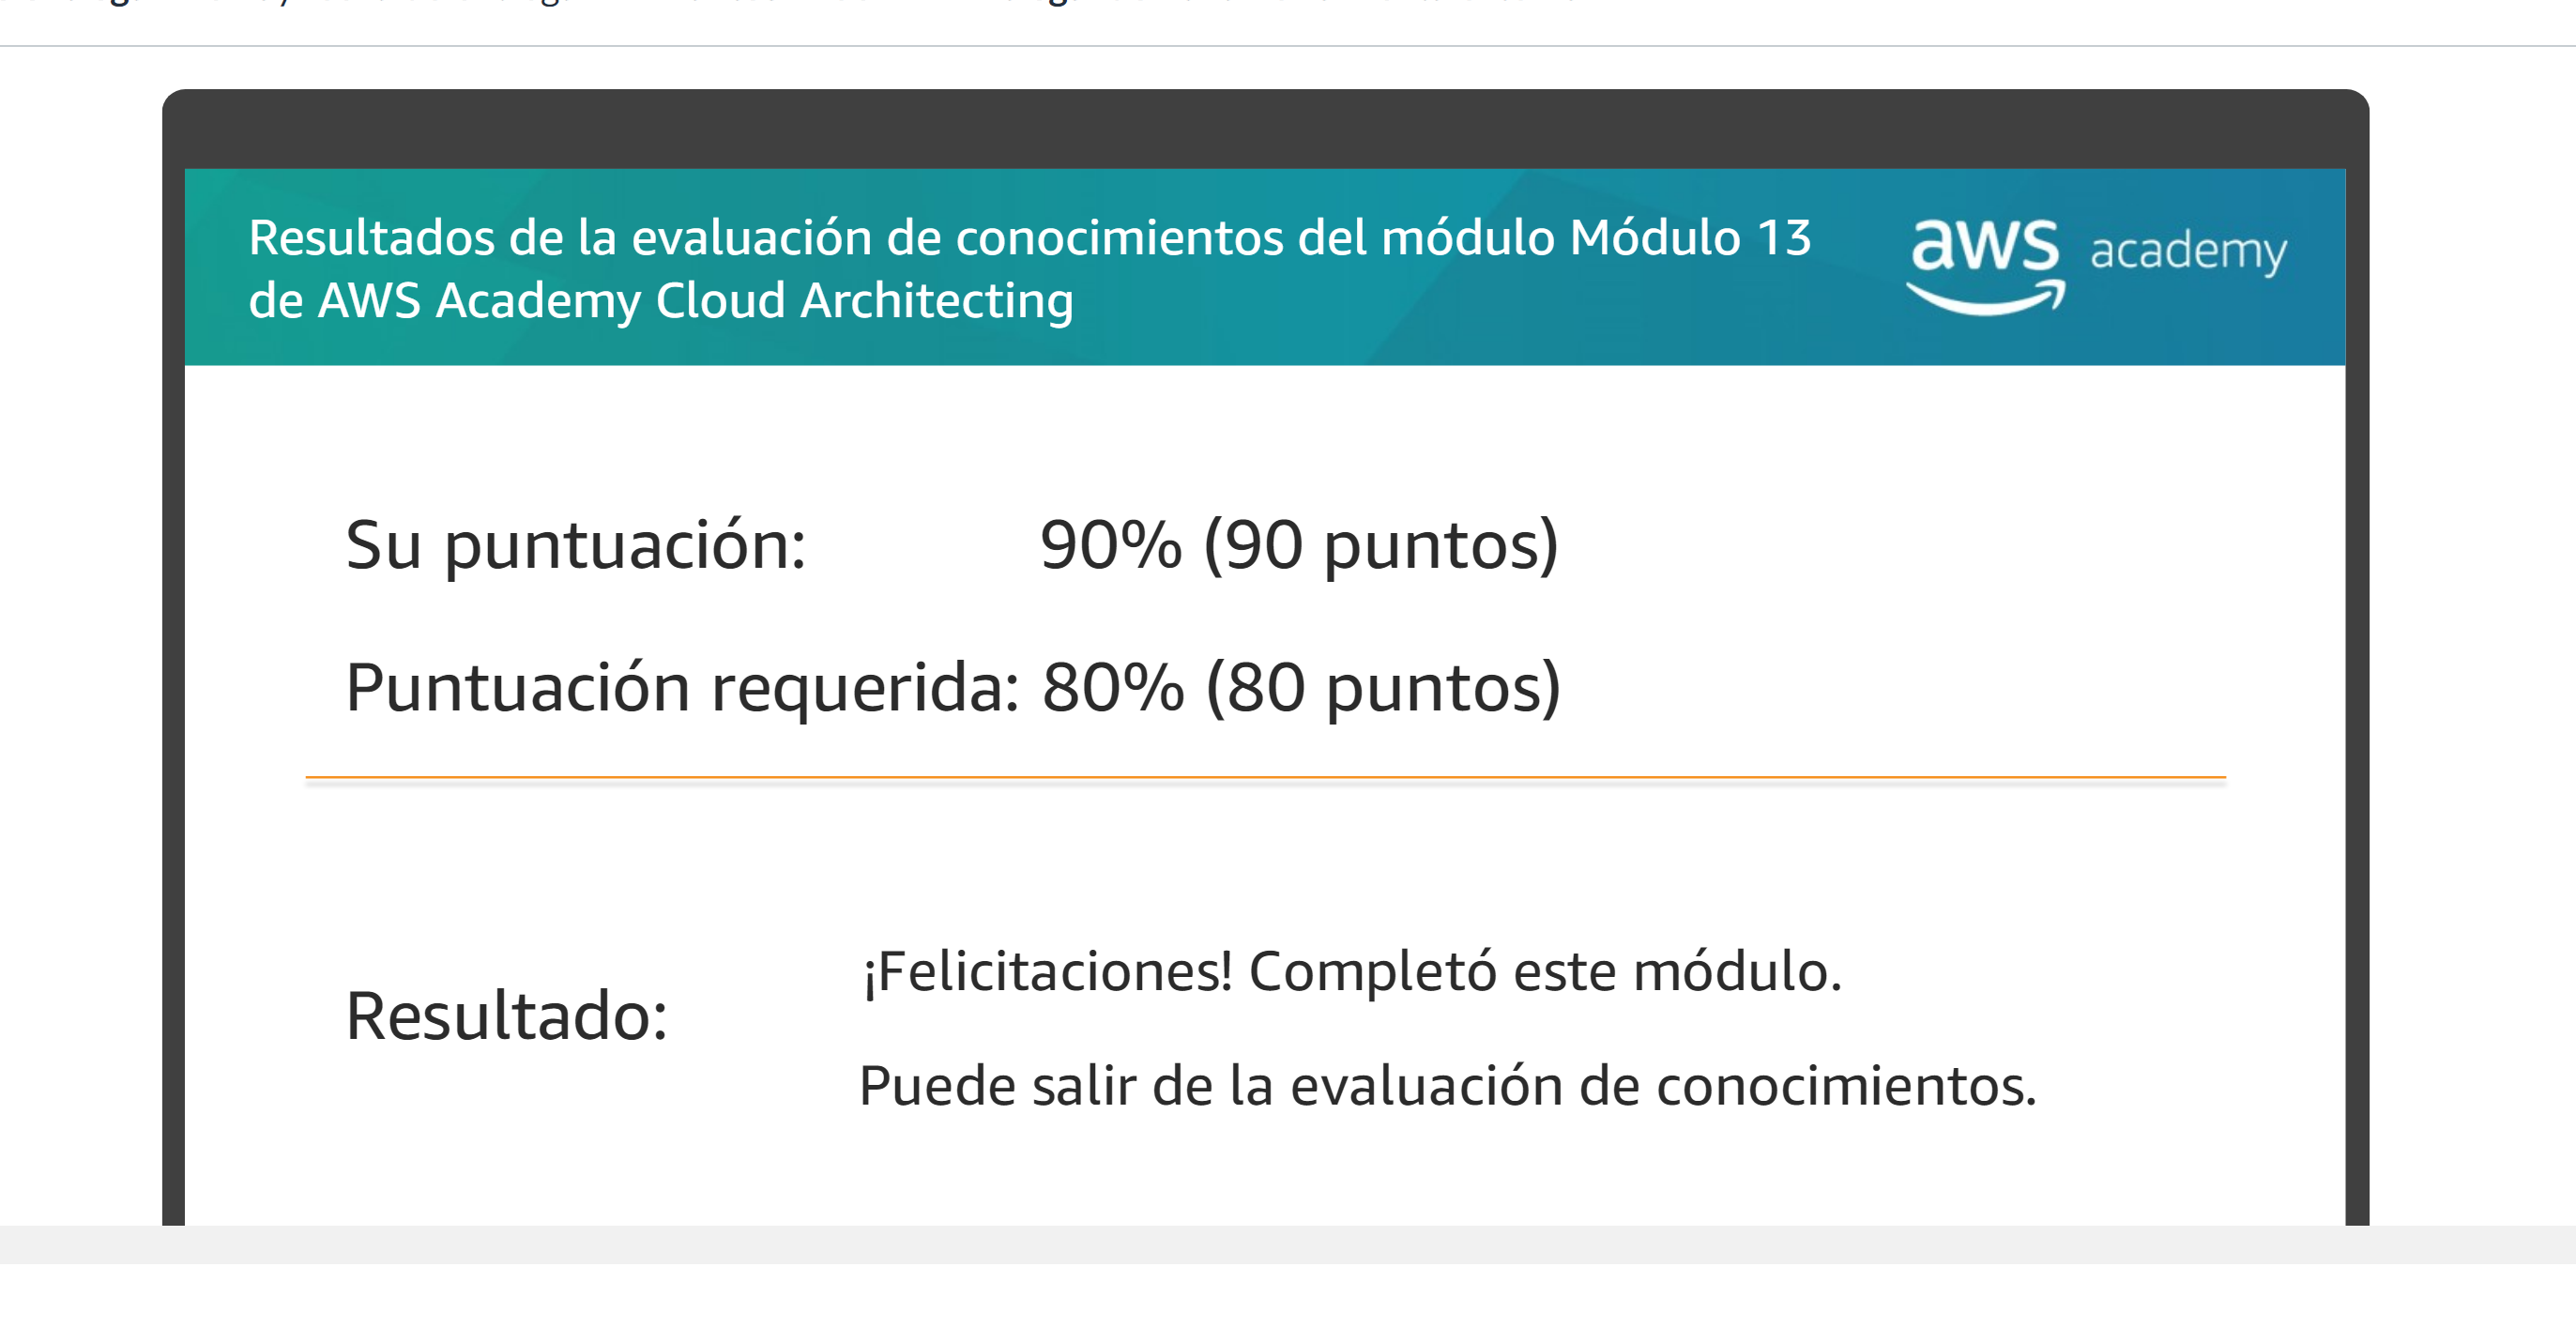 Resultados de la evaluación de conocimientos del módulo Módulo 13
de AWS Academy Cloud Architecting
aws academy
Su puntuación: 90% (90 puntos)
Puntuación requerida: 80% (80 puntos)
¡Felicitaciones! Completó este módulo.
Resultado:
Puede salir de la evaluación de conocimientos.